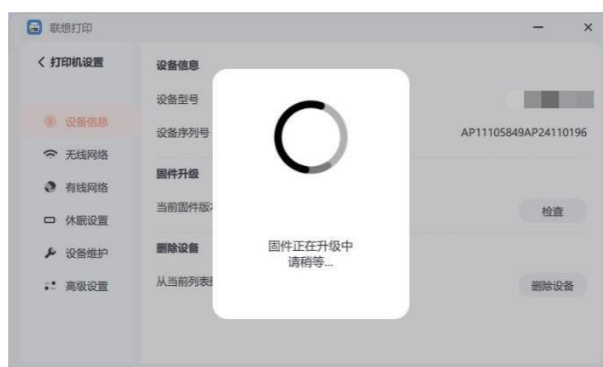 联想打印
打印机设置
设备信息
无线网络
有线网络
休眠设置
设备维护
高级设置
设备信息
设备型号
设备序列号 AP11105849AP24110196
固件升级
当前固件版 检查
删除设备
从当前列表 删除设备
固件正在升级中
请稍等...